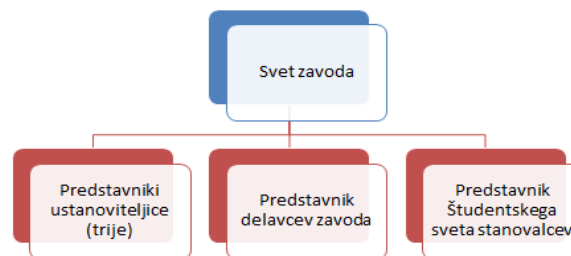 Svet zavoda
Predstavniki
ustanoviteljice
(trije)
Predstavnik
delavcev zavoda
Predstavnik
Študentskega
sveta stanovalcev